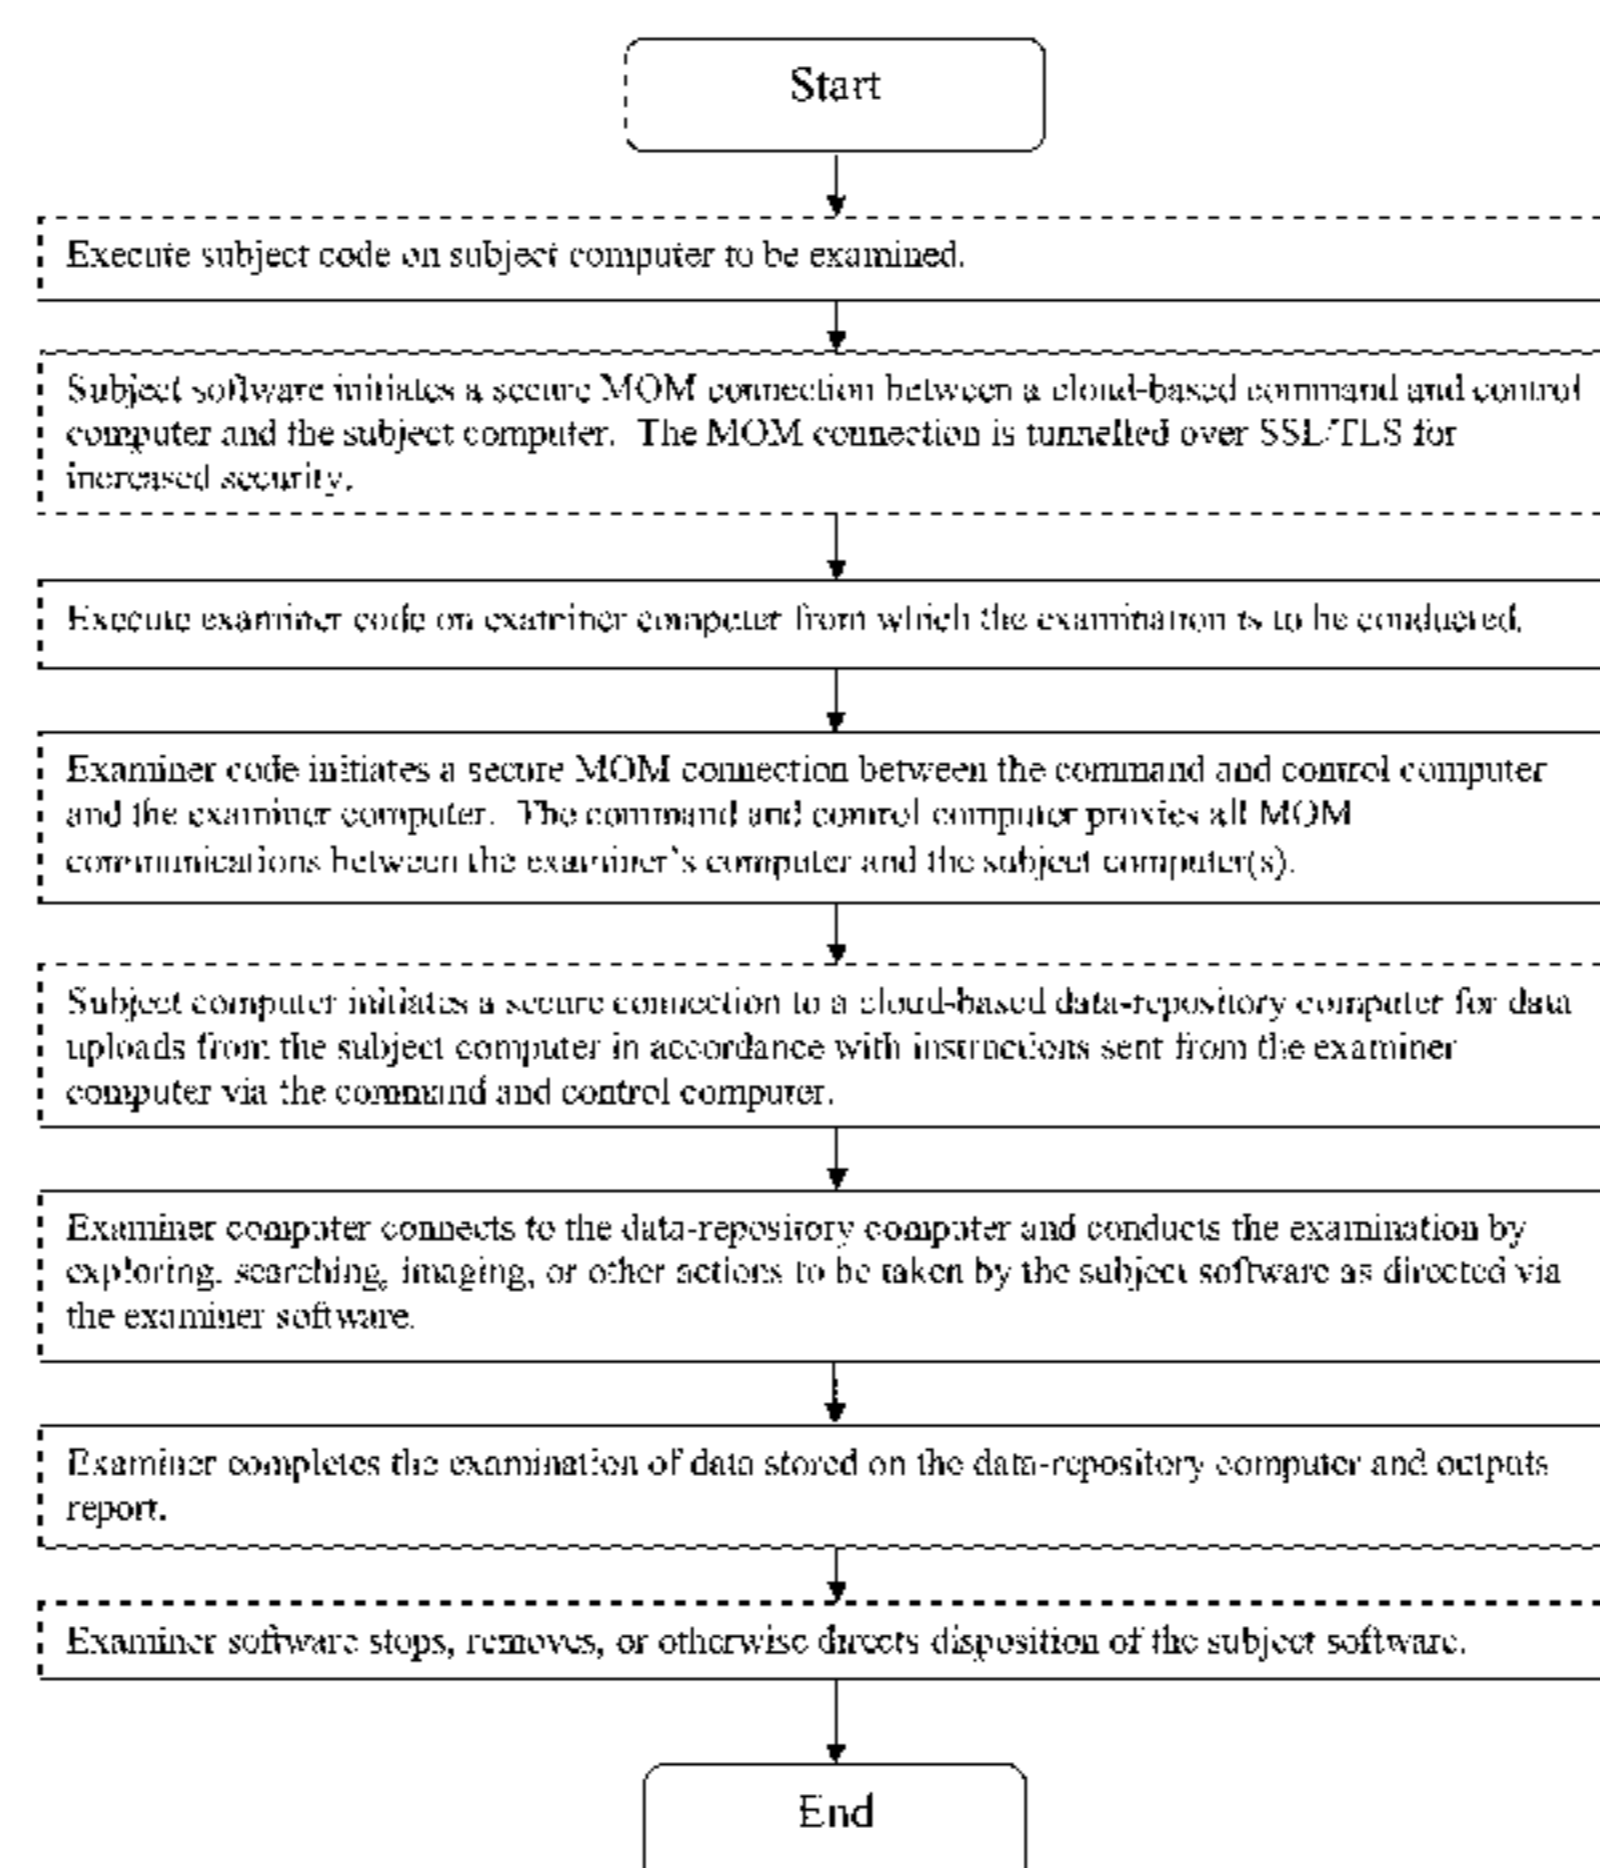 Start
Execute subject code on subject computer to be examined.
Subject software initiates a secure MOM connection between a cloud-based command and control
computer and the subject computer. The MOM connection is tunnelled over SSL/TLS for
increased security.
Execute examiner code on examiner computer from which the examination is to be conducted.
Examiner code initiates a secure MOM connection between the command and control computer
and the examiner computer. The command and control computer proxies all MOM
communications between the examiner's computer and the subject computer(s).
Subject computer initiates a secure connection to a cloud-based data-repository computer for data
uploads from the subject computer in accordance with instructions sent from the examiner
computer via the command and control computer.
Examiner computer connects to the data-repository computer and conducts the examination by
exploring, searching, imaging, or other actions to be taken by the subject software as directed via
the examiner software.
Examiner completes the examination of data stored on the data-repository computer and outputs
report.
Examiner software stops, removes, or otherwise directs disposition of the subject software.
End